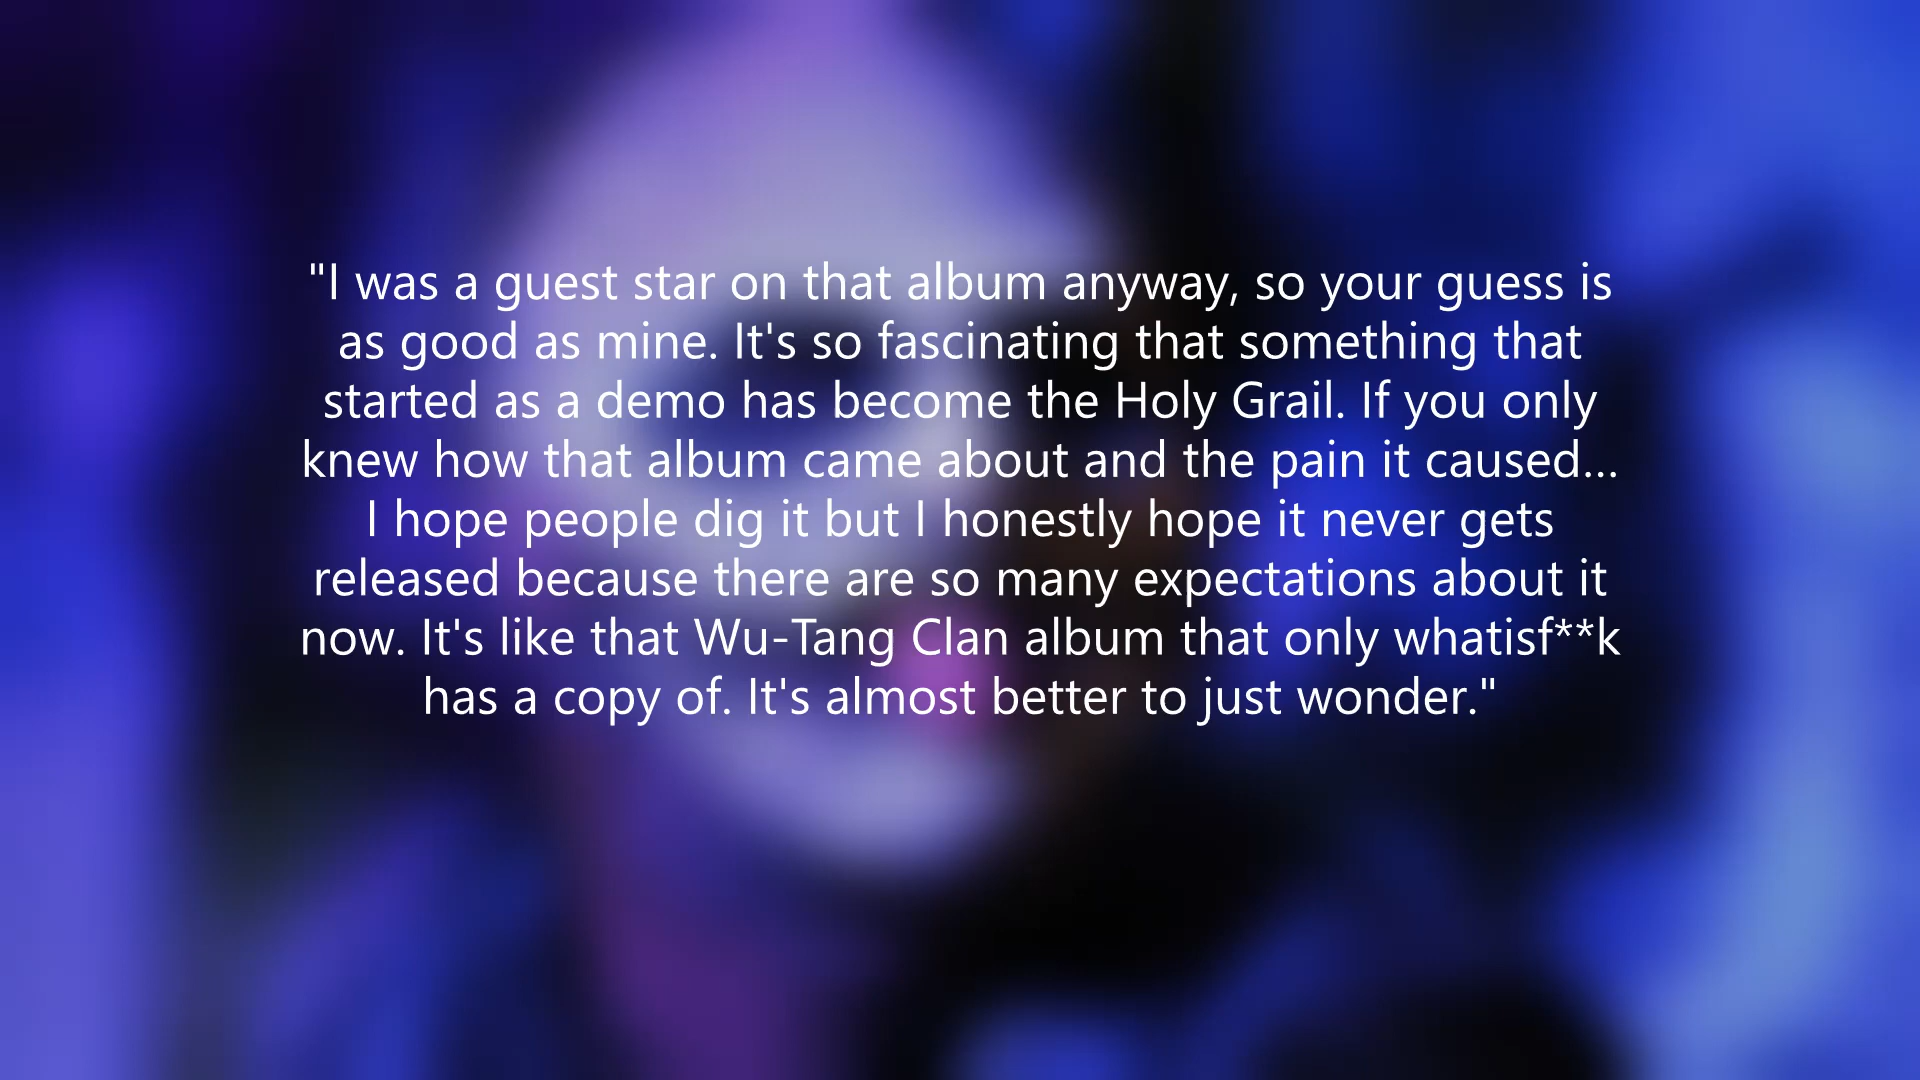 "I was a guest star on that album anyway, so your guess is
as good as mine. It's so fascinating that something that
started as a demo has become the Holy Grail. If you only
knew how that album came about and the pain it caused...
I hope people dig it but I honestly hope it never gets
released because there are so many expectations about it
now. It's like that Wu-Tang Clan album that only whatisf**k
has a copy of. It's almost better to just wonder."